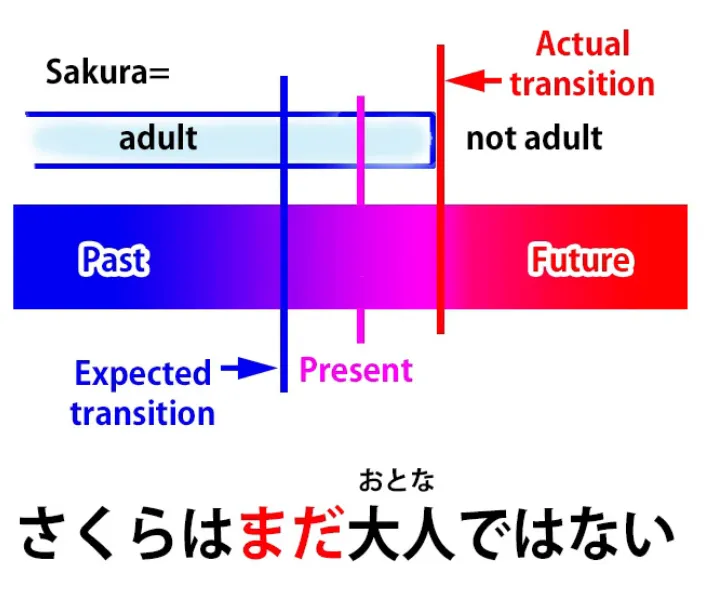 Sakura=
Actual
transition
adult
not adult
Past
Future
Expected
transition
Present
おとな
さくらはまだ大人ではない